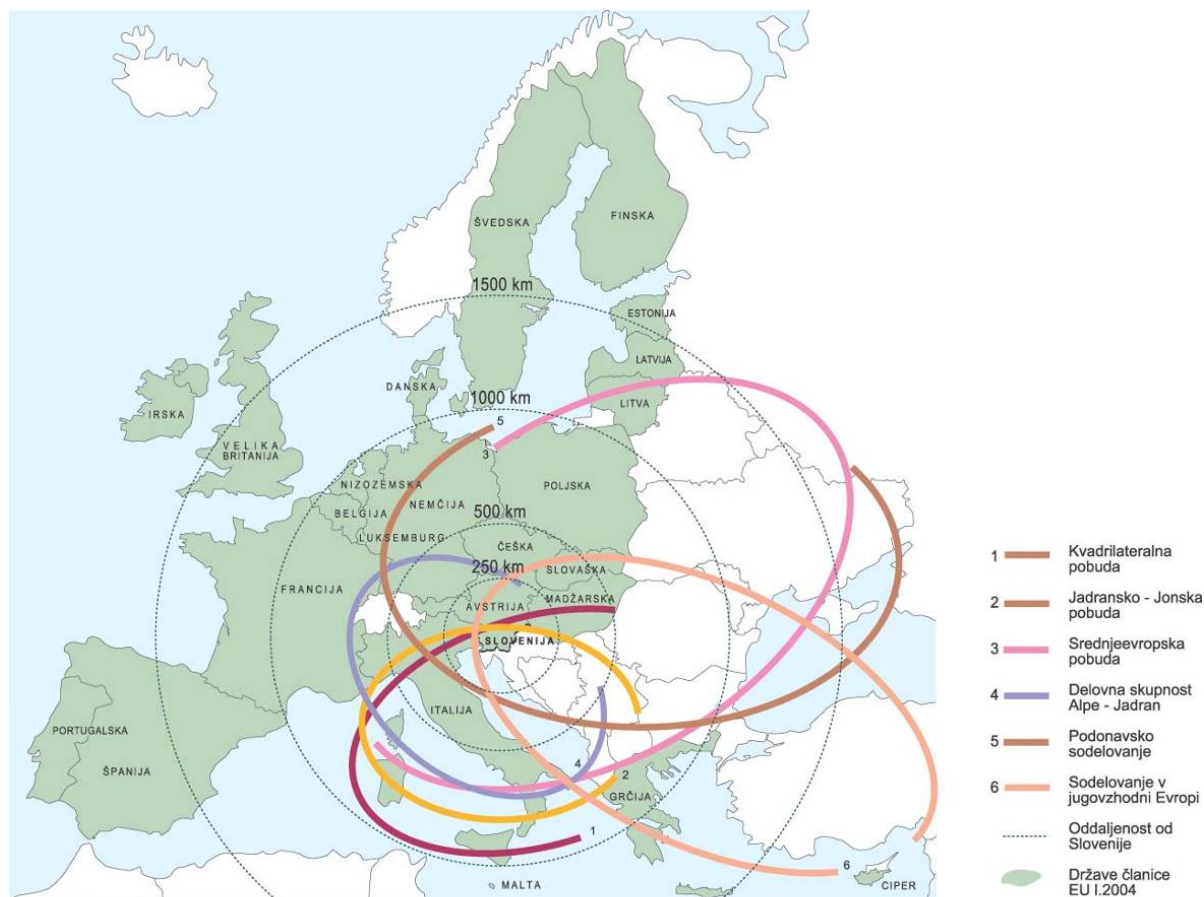 ŠVEDSKA
FINSKA
1500 km
ESTONIJA
LATVIJA
DANSKA
1000 km
LITVA
IRSKA
5
VELIKA
BRITANIJA
3
NIZOZEMSKA
POLJSKA
NEMČIJA
BELGIJA
500 km
LUKSEMBURG
ČEŠKA
250 km
SLOVAŠKA
FRANCIJA
MADŽARSKA
AVSTRIJA
SLOVENIJA
ITALIJA
PORTUGALSKA
ŠPANIJA
4
2
GRČIJA
1
6
MALTA
CIPER
1 Kvadrilateralna
pobuda
2 Jadransko - Jonska
pobuda
3 Srednjeevropska
pobuda
4 Delovna skupnost
Alpe - Jadran
5 Podonavsko
sodelovanje
6 Sodelovanje v
jugovzhodni Evropi
Oddaljenost od
Slovenije
Države članice
EU I.2004